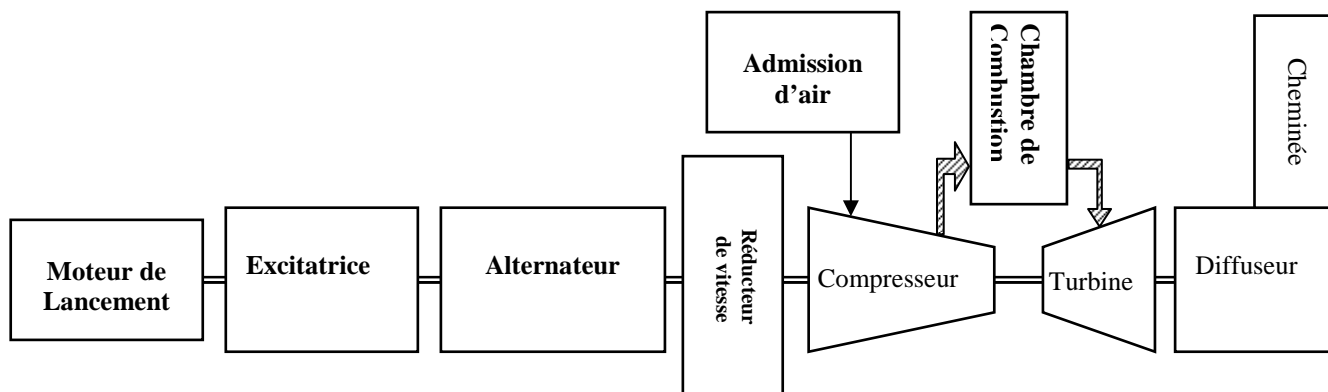 Admission
d’air
Chambre de
Combustion
Cheminée
Moteur de
Lancement
Excitatrice
Alternateur
Réducteur
de vitesse
Compresseur
Turbine
Diffuseur